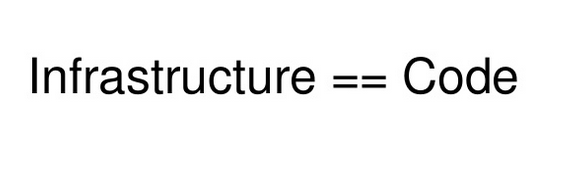 Infrastructure == Code